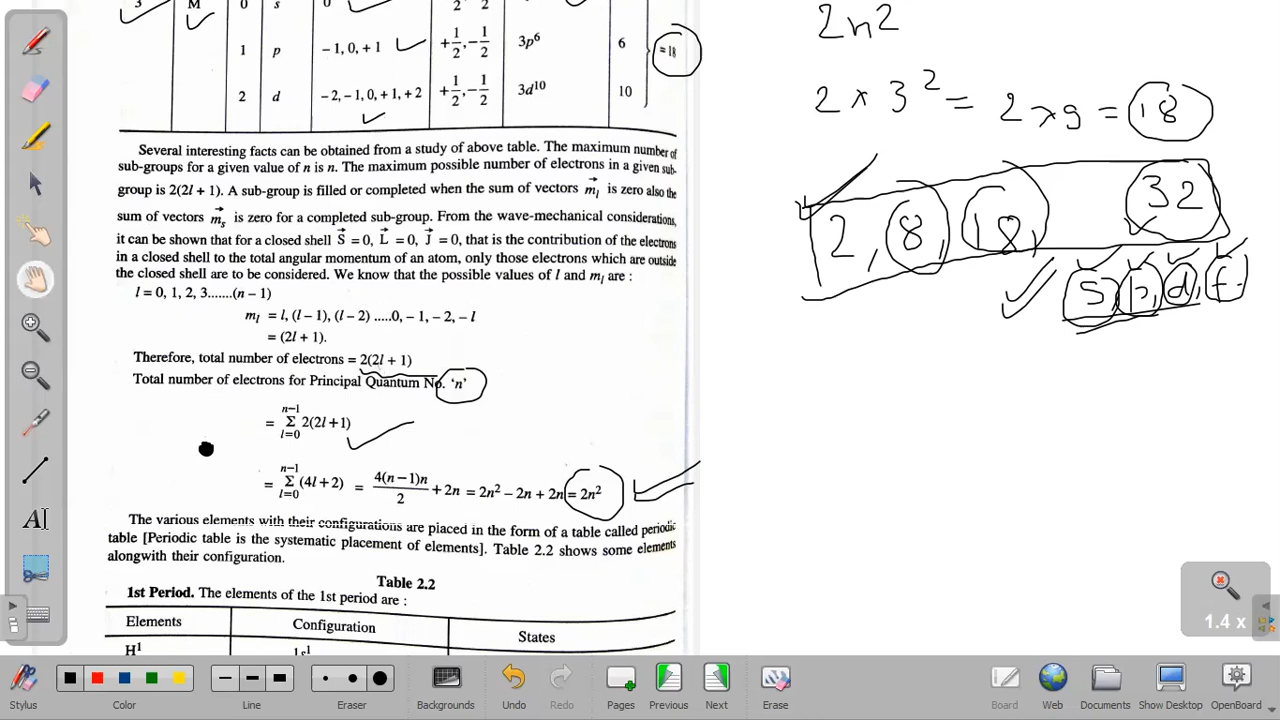 3 M 0 s 0
1 p − 1, 0, + 1 +1/2, −1/2 3p⁶ 6 = 18
2 d − 2, − 1, 0, + 1, + 2 +1/2, −1/2 3d¹⁰ 10
Several interesting facts can be obtained from a study of above table. The maximum number of
sub-groups for a given value of n is n. The maximum possible number of electrons in a given sub-
group is 2(2l + 1). A sub-group is filled or completed when the sum of vectors m⃗ₗ is zero also the
sum of vectors m⃗ₛ is zero for a completed sub-group. From the wave-mechanical considerations,
it can be shown that for a closed shell S⃗ = 0, L⃗ = 0, J⃗ = 0, that is the contribution of the electrons
in a closed shell to the total angular momentum of an atom, only those electrons which are outside
the closed shell are to be considered. We know that the possible values of l and mₗ are :
l = 0, 1, 2, 3.......(n − 1)
mₗ = l, (l − 1), (l − 2) .....0, − 1, − 2, − l
= (2l + 1).
Therefore, total number of electrons = 2(2l + 1)
Total number of electrons for Principal Quantum No. ‘n’
n−1
= Σ 2(2l+1)
l=0
n−1
= Σ (4l + 2) = 4(n−1)n/2 + 2n = 2n² − 2n + 2n = 2n²
l=0
The various elements with their configurations are placed in the form of a table called periodic
table [Periodic table is the systematic placement of elements]. Table 2.2 shows some elements
alongwith their configuration.
Table 2.2
1st Period. The elements of the 1st period are :
Elements Configuration States
H¹ 1s¹
2n2
2 × 3² = 2×9 = 18
2, 8, 18, 32
s, p, d, f
1.4 x
Stylus Color Line Eraser Backgrounds Undo Redo Pages Previous Next Erase Board Web Documents Show Desktop OpenBoard